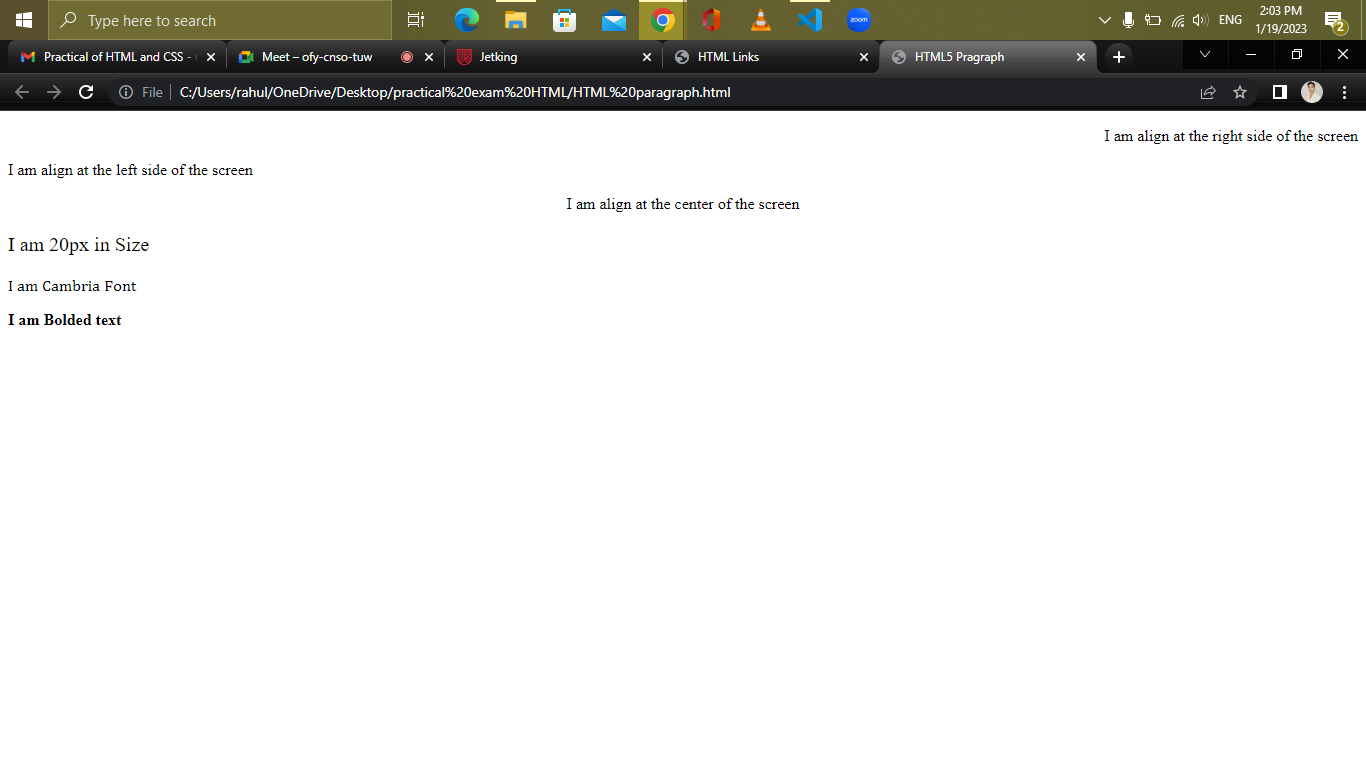 Type here to search
ENG
2:03 PM
1/19/2023
2
zoom
Practical of HTML and CSS -
Meet – ofy-cnso-tuw
Jetking
HTML Links
HTML5 Pragraph
File
C:/Users/rahul/OneDrive/Desktop/practical%20exam%20HTML/HTML%20paragraph.html
I am align at the right side of the screen
I am align at the left side of the screen
I am align at the center of the screen
I am 20px in Size
I am Cambria Font
I am Bolded text